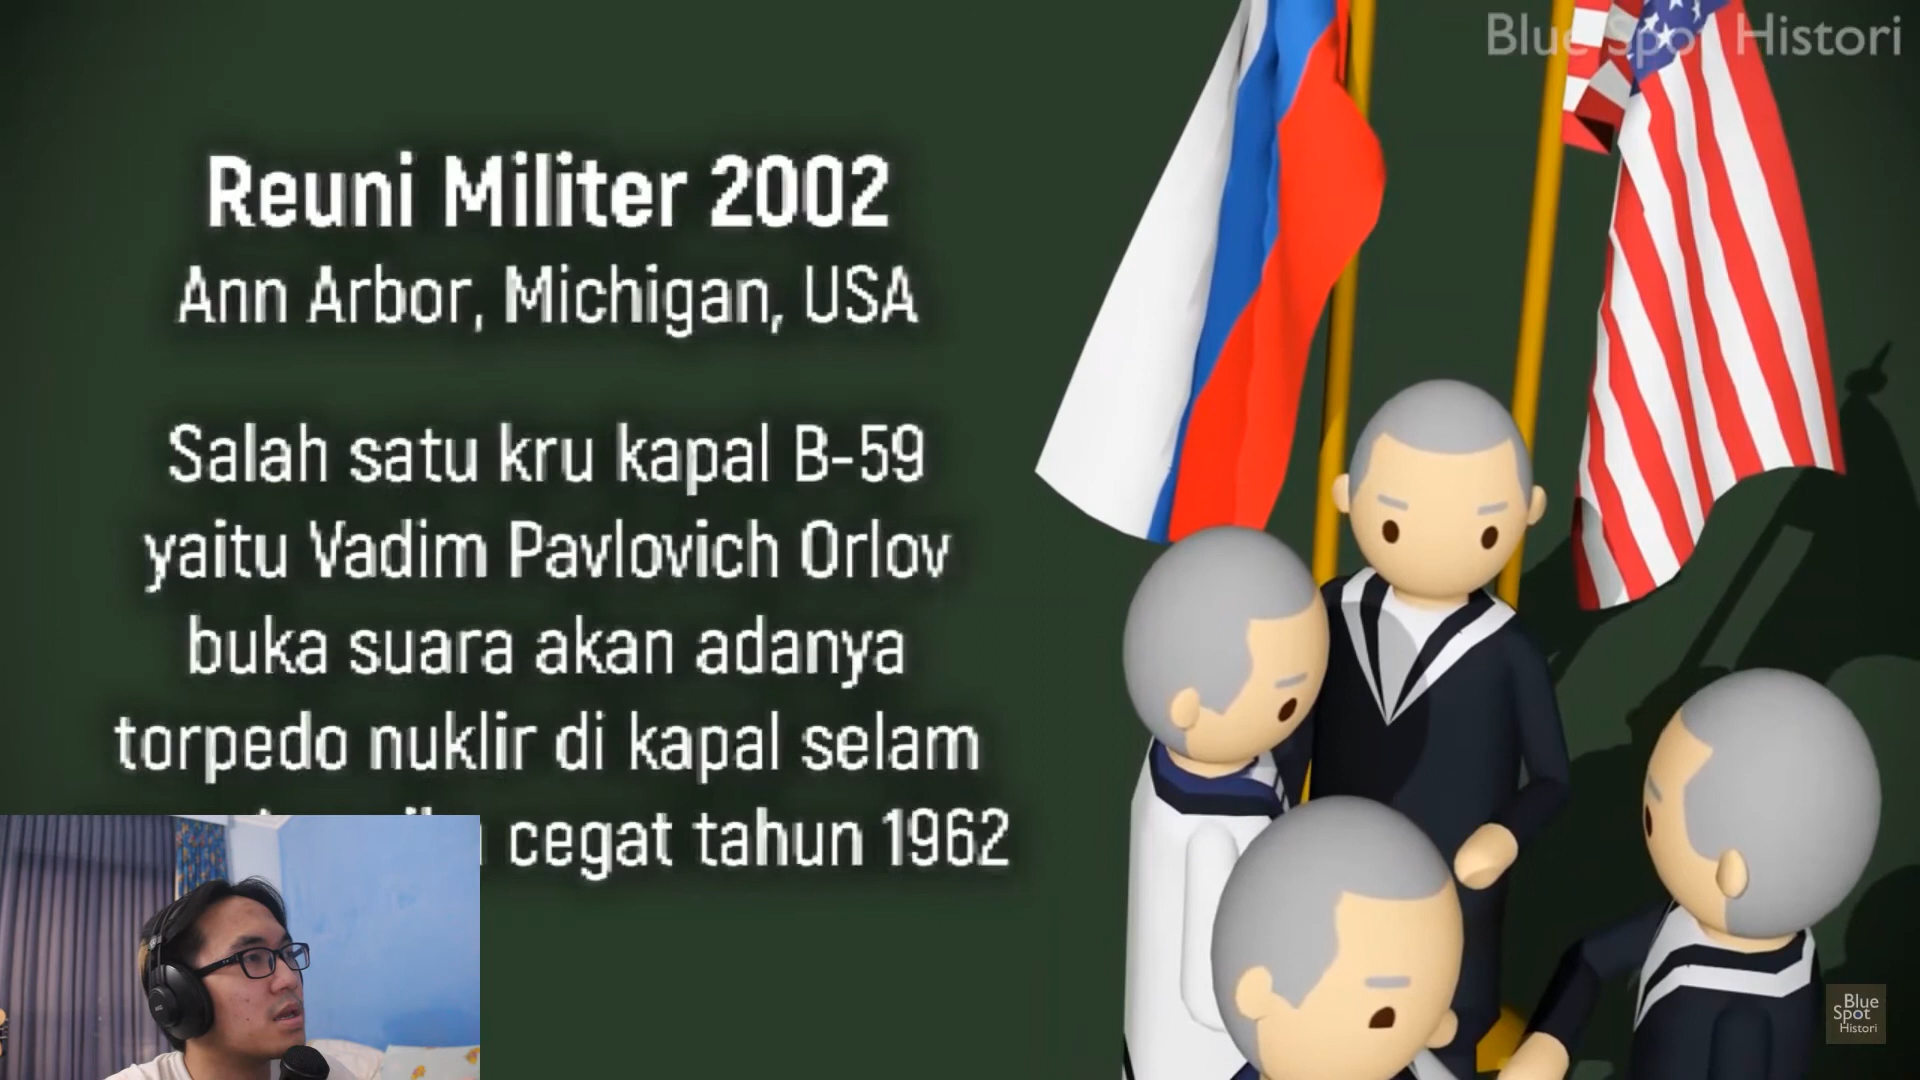 Blue Spot Histori
Reuni Militer 2002
Ann Arbor, Michigan, USA
Salah satu kru kapal B-59
yaitu Vadim Pavlovich Orlov
buka suara akan adanya
torpedo nuklir di kapal selam
cegat tahun 1962
Blue
Spot
Histori